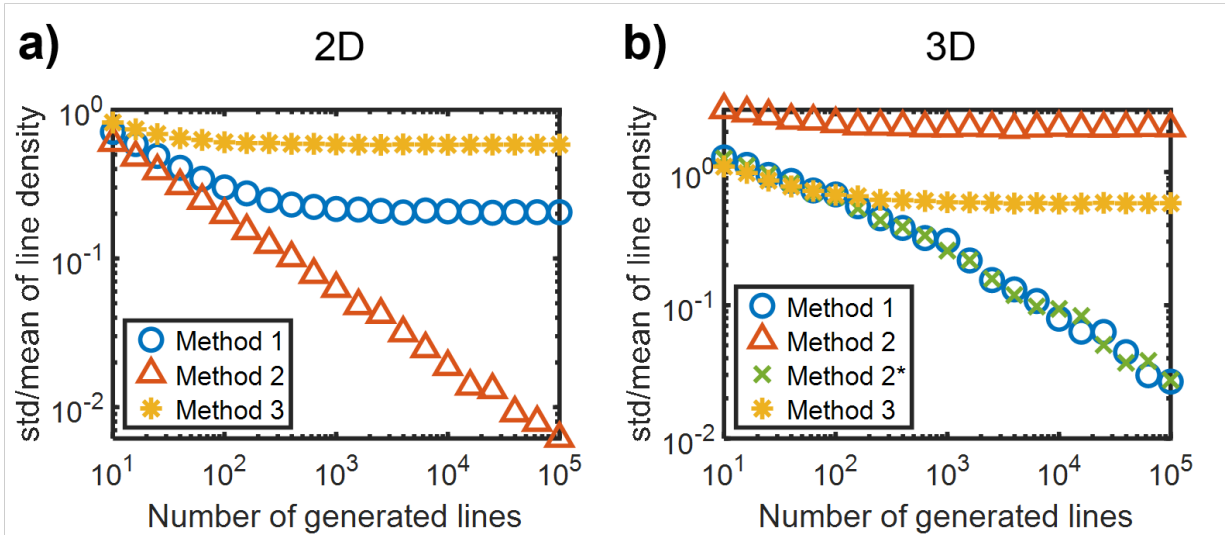 a)
2D
std/mean of line density
10^0
10^-1
10^-2
Method 1
Method 2
Method 3
10^1
10^2
10^3
10^4
10^5
Number of generated lines
b)
3D
std/mean of line density
10^0
10^-1
10^-2
Method 1
Method 2
Method 2*
Method 3
10^1
10^2
10^3
10^4
10^5
Number of generated lines